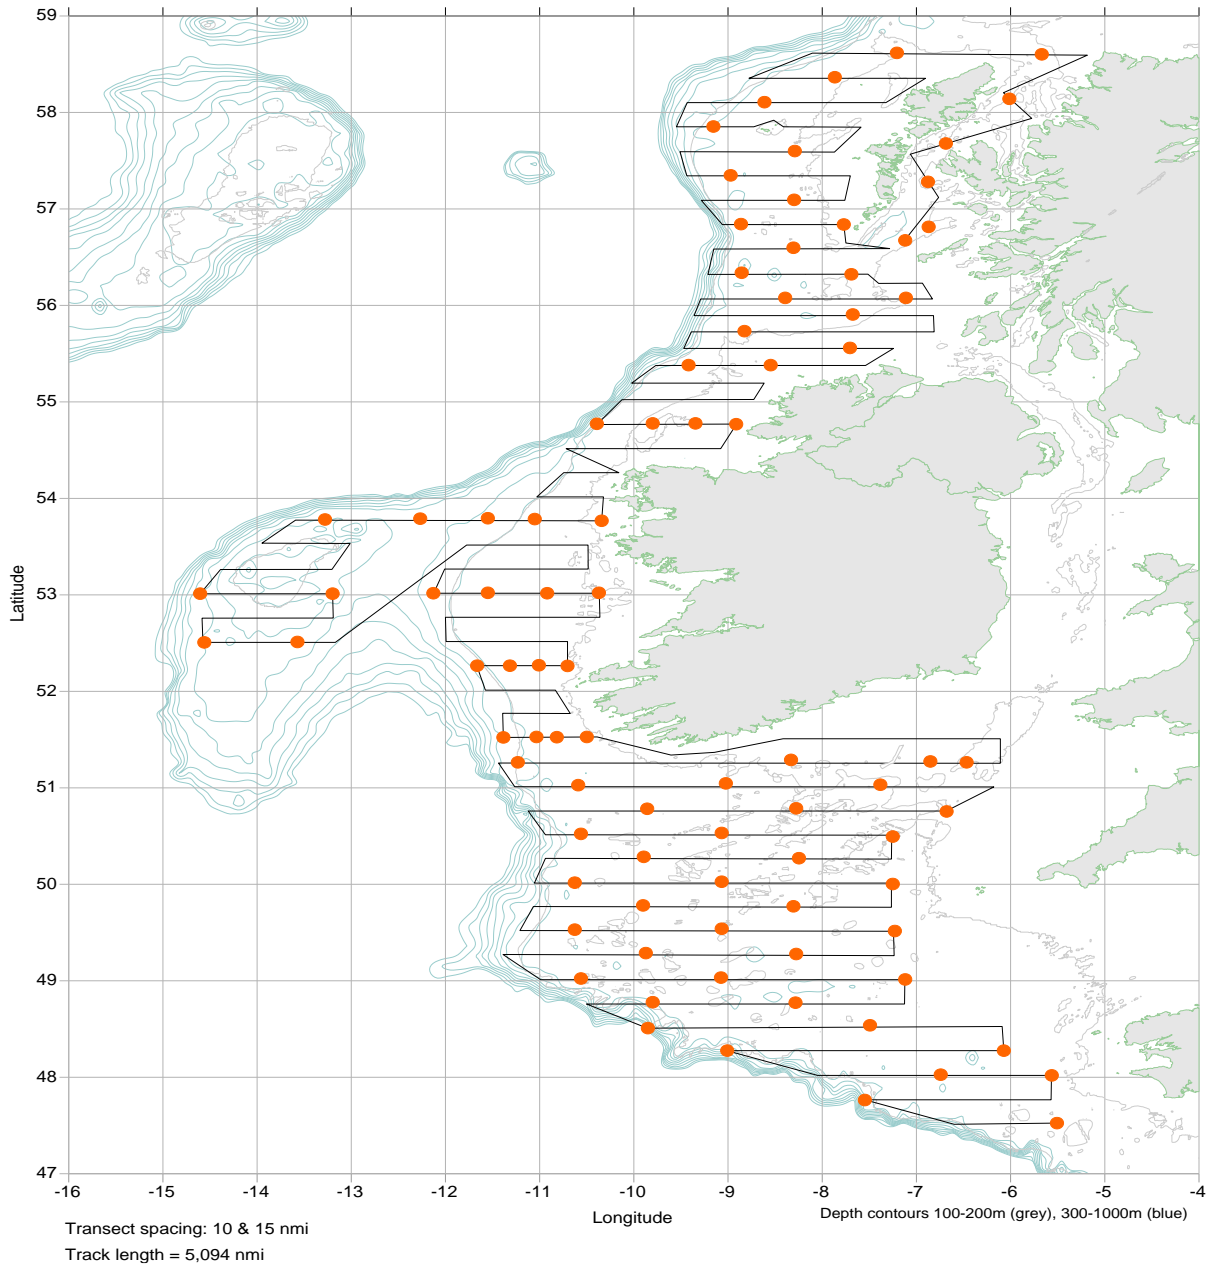 59
58
57
56
55
54
53
52
51
50
49
48
47
Latitude
-16 -15 -14 -13 -12 -11 -10 -9 -8 -7 -6 -5 -4
Longitude
Depth contours 100-200m (grey), 300-1000m (blue)
Transect spacing: 10 & 15 nmi
Track length = 5,094 nmi